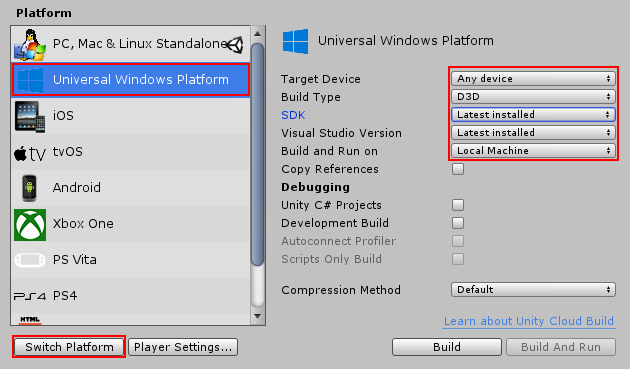 Platform
PC, Mac & Linux Standalone
Universal Windows Platform
iOS
tvOS
Android
Xbox One
PS Vita
PS4
HTML
Switch Platform
Player Settings...
Universal Windows Platform
Target Device Any device
Build Type D3D
SDK Latest installed
Visual Studio Version Latest installed
Build and Run on Local Machine
Copy References
Debugging
Unity C# Projects
Development Build
Autoconnect Profiler
Scripts Only Build
Compression Method Default
Learn about Unity Cloud Build
Build
Build And Run